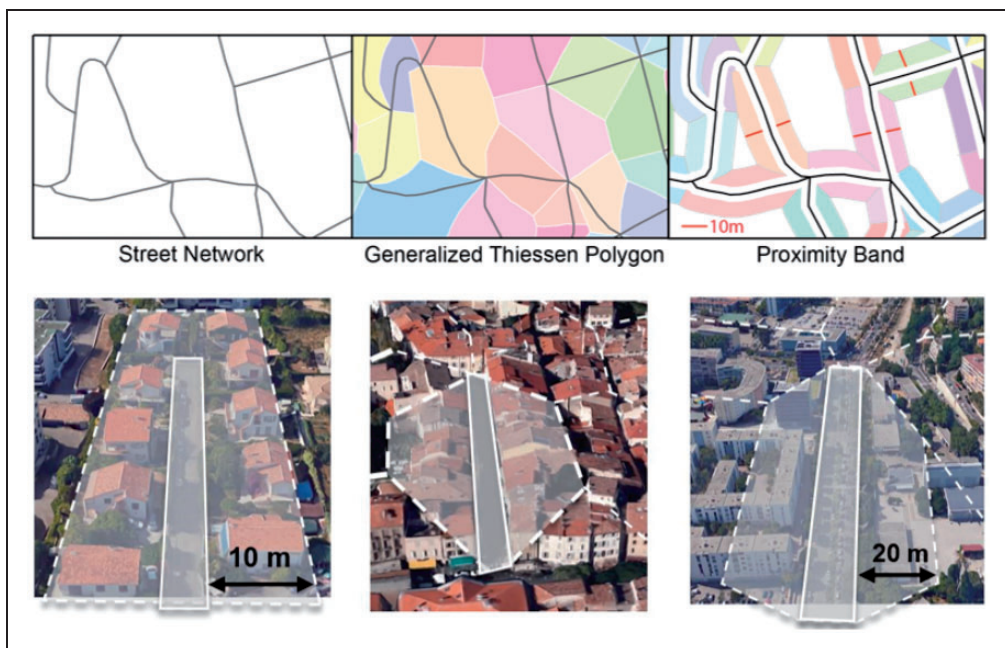 10m
Street Network
Generalized Thiessen Polygon
Proximity Band
10 m
20 m